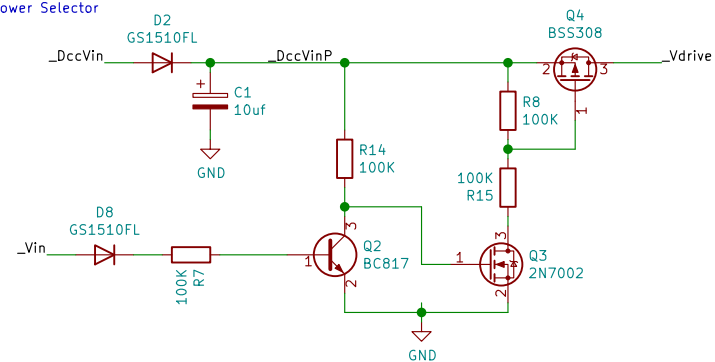 ower Selector
D2
GS1510FL
_DccVin
_DccVinP
Q4
BSS308
2
3
1
_Vdrive
+
C1
10uf
GND
R8
100K
R14
100K
100K
R15
D8
GS1510FL
_Vin
100K
R7
3
1
2
Q2
BC817
3
1
2
Q3
2N7002
GND